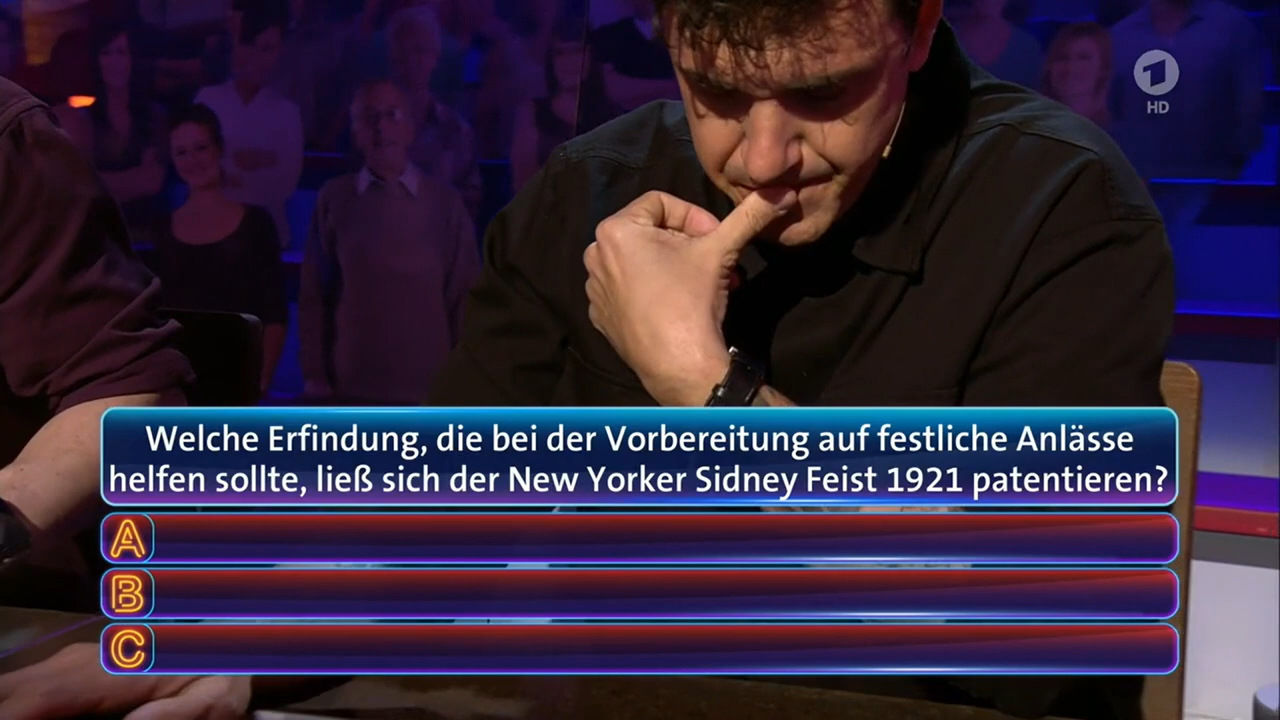 1
HD
Welche Erfindung, die bei der Vorbereitung auf festliche Anlässe
helfen sollte, ließ sich der New Yorker Sidney Feist 1921 patentieren?
A
B
C